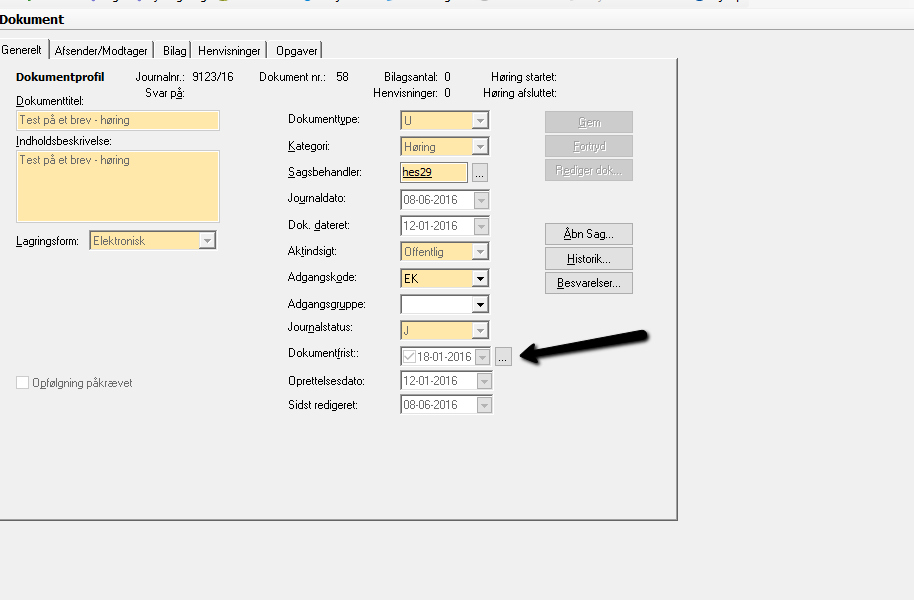 Dokument
Generelt Afsender/Modtager Bilag Henvisninger Opgaver
Dokumentprofil Journalnr.: 9123/16 Dokument nr.: 58 Bilagsantal: 0 Høring startet:
Svar på: Henvisninger: 0 Høring afsluttet:
Dokumenttitel:
Test på et brev - høring
Indholdsbeskrivelse:
Test på et brev - høring
Lagringsform: Elektronisk
Opfølgning påkrævet
Dokumenttype: U
Kategori: Høring
Sagsbehandler: hes29 ...
Journaldato: 08-06-2016
Dok. dateret: 12-01-2016
Aktindsigt: Offentlig
Adgangskode: EK
Adgangsgruppe:
Journalstatus: J
Dokumentfrist:: 18-01-2016 ...
Oprettelsesdato: 12-01-2016
Sidst redigeret: 08-06-2016
Gem
Fortryd
Rediger dok...
Åbn Sag...
Historik...
Besvarelser...